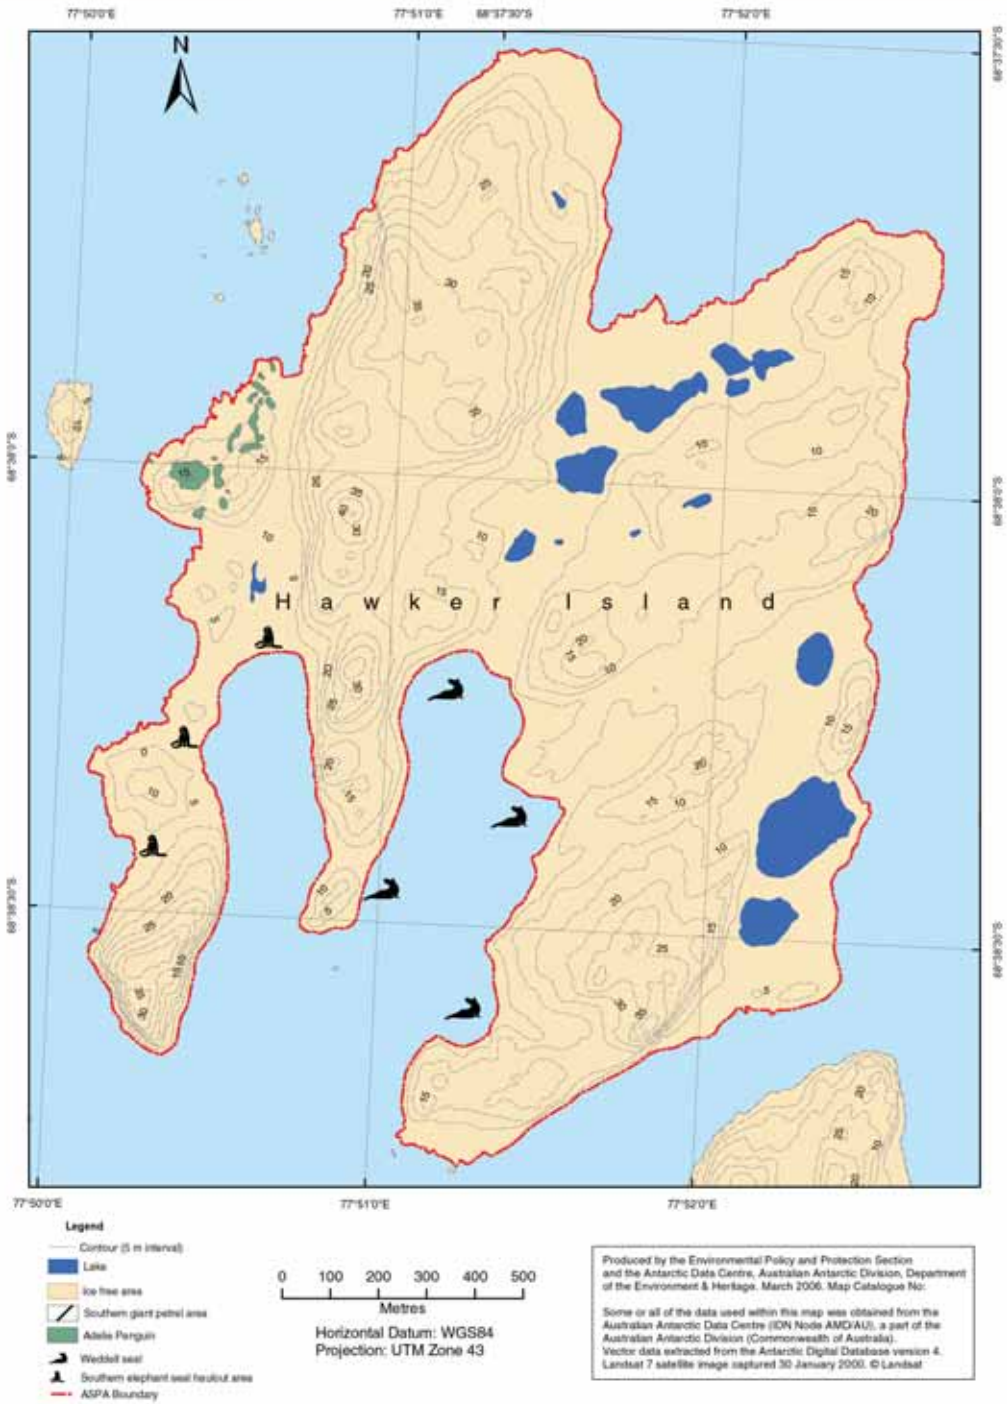 77°50'0"E 77°51'0"E 68°37'30"S 77°52'0"E
N
68°37'30"S
68°38'0"S
68°38'0"S
Hawker Island
68°38'30"S
68°38'30"S
77°50'0"E 77°51'0"E 77°52'0"E
Legend
Contour (5 m interval)
Lake
Ice free area
Southern giant petrel area
Adelie Penguin
Weddell seal
Southern elephant seal haulout area
ASPA Boundary
0 100 200 300 400 500
Metres
Horizontal Datum: WGS84
Projection: UTM Zone 43
Produced by the Environmental Policy and Protection Section
and the Antarctic Data Centre, Australian Antarctic Division, Department
of the Environment & Heritage. March 2006. Map Catalogue No:
Some or all of the data used within this map was obtained from the
Australian Antarctic Data Centre (IDN Node AMD/AU), a part of the
Australian Antarctic Division (Commonwealth of Australia).
Vector data extracted from the Antarctic Digital Database version 4.
Landsat 7 satellite image captured 30 January 2000. © Landsat